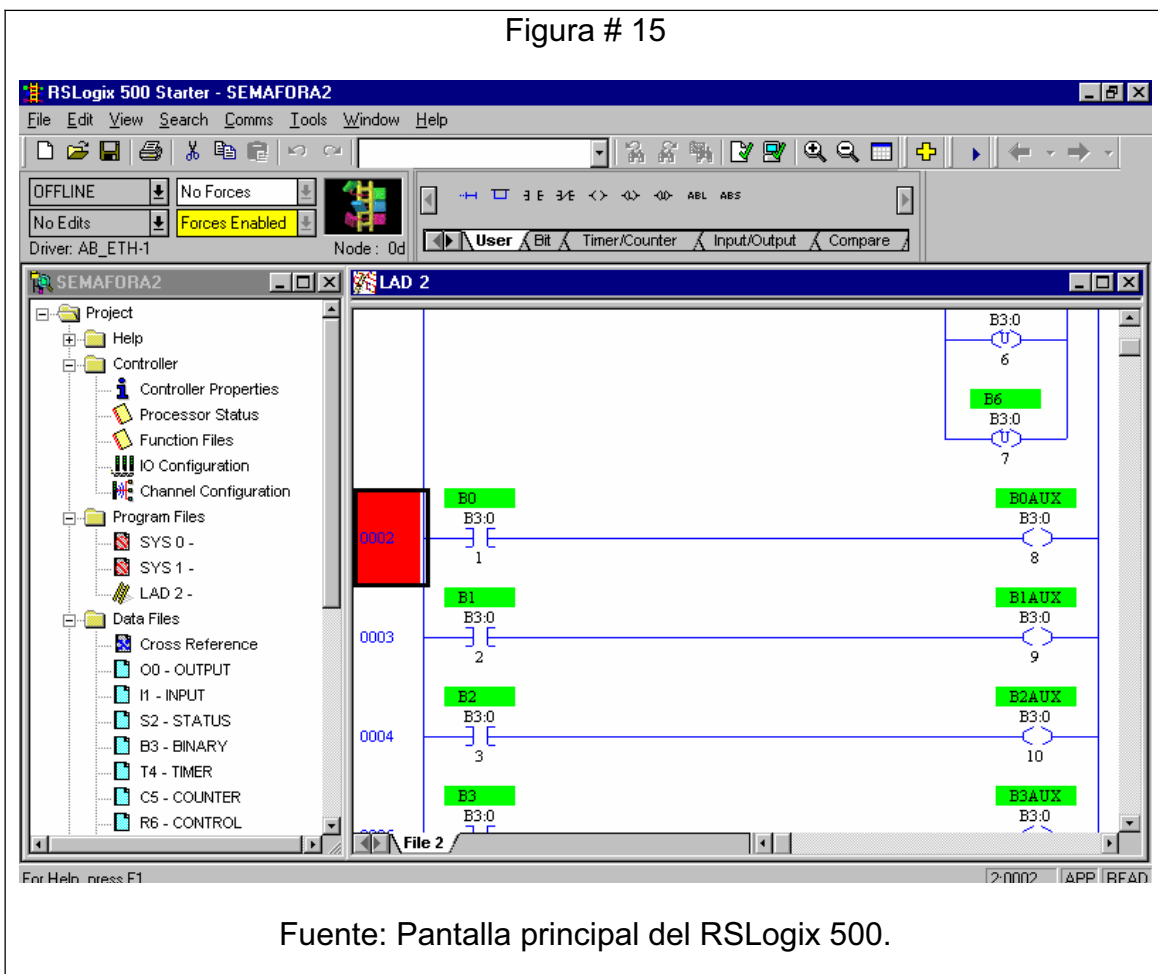 Figura # 15
RSLogix 500 Starter - SEMAFORA2
File Edit View Search Comms Tools Window Help
OFFLINE No Forces
No Edits Forces Enabled
Driver: AB_ETH-1 Node : 0d
ABL ABS
User Bit Timer/Counter Input/Output Compare
SEMAFORA2
Project
Help
Controller
Controller Properties
Processor Status
Function Files
IO Configuration
Channel Configuration
Program Files
SYS 0 -
SYS 1 -
LAD 2 -
Data Files
Cross Reference
O0 - OUTPUT
I1 - INPUT
S2 - STATUS
B3 - BINARY
T4 - TIMER
C5 - COUNTER
R6 - CONTROL
LAD 2
B3:0
U
6
B6
B3:0
U
7
B0 B0AUX
B3:0 B3:0
0002
1 8
B1 B1AUX
B3:0 B3:0
0003
2 9
B2 B2AUX
B3:0 B3:0
0004
3 10
B3 B3AUX
B3:0 B3:0
File 2
For Help, press F1
2:0002 APP READ
Fuente: Pantalla principal del RSLogix 500.